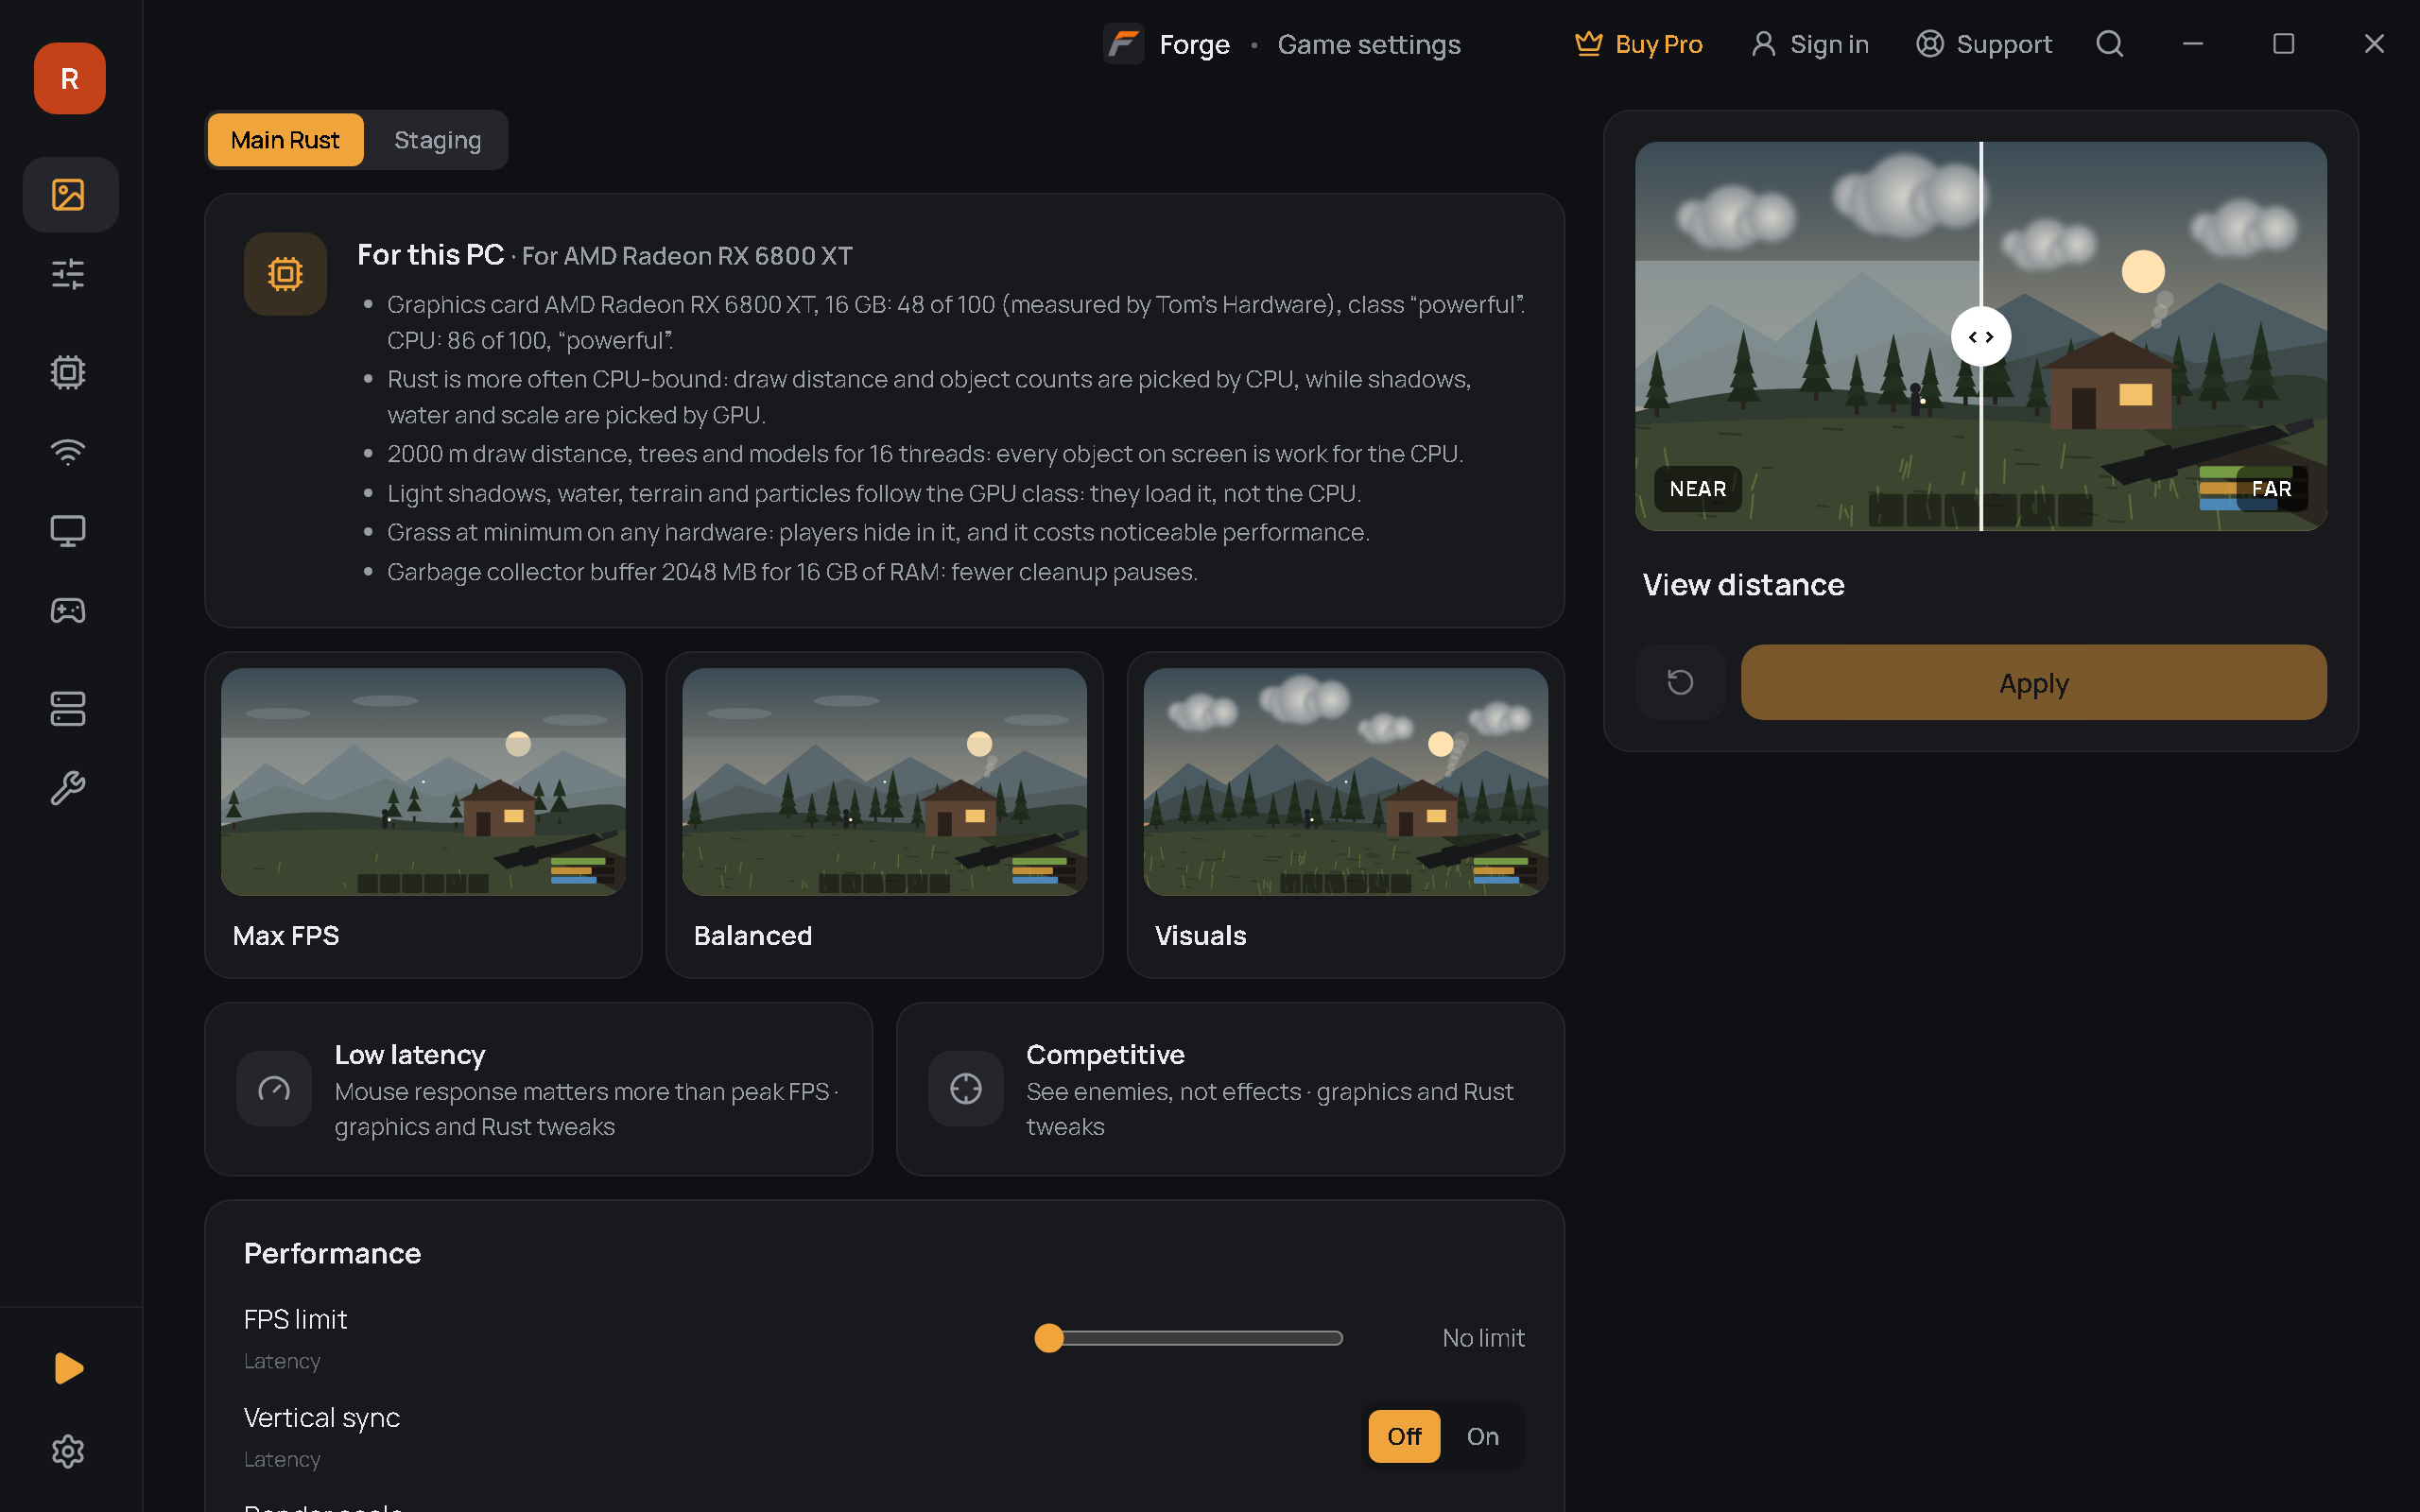 R
Forge • Game settings
Buy Pro
Sign in
Support
Main Rust
Staging
For this PC · For AMD Radeon RX 6800 XT
• Graphics card AMD Radeon RX 6800 XT, 16 GB: 48 of 100 (measured by Tom’s Hardware), class “powerful”.
CPU: 86 of 100, “powerful”.
• Rust is more often CPU-bound: draw distance and object counts are picked by CPU, while shadows,
water and scale are picked by GPU.
• 2000 m draw distance, trees and models for 16 threads: every object on screen is work for the CPU.
• Light shadows, water, terrain and particles follow the GPU class: they load it, not the CPU.
• Grass at minimum on any hardware: players hide in it, and it costs noticeable performance.
• Garbage collector buffer 2048 MB for 16 GB of RAM: fewer cleanup pauses.
NEAR
FAR
View distance
Apply
Max FPS
Balanced
Visuals
Low latency
Mouse response matters more than peak FPS ·
graphics and Rust tweaks
Competitive
See enemies, not effects · graphics and Rust
tweaks
Performance
FPS limit
Latency
No limit
Vertical sync
Latency
Off
On